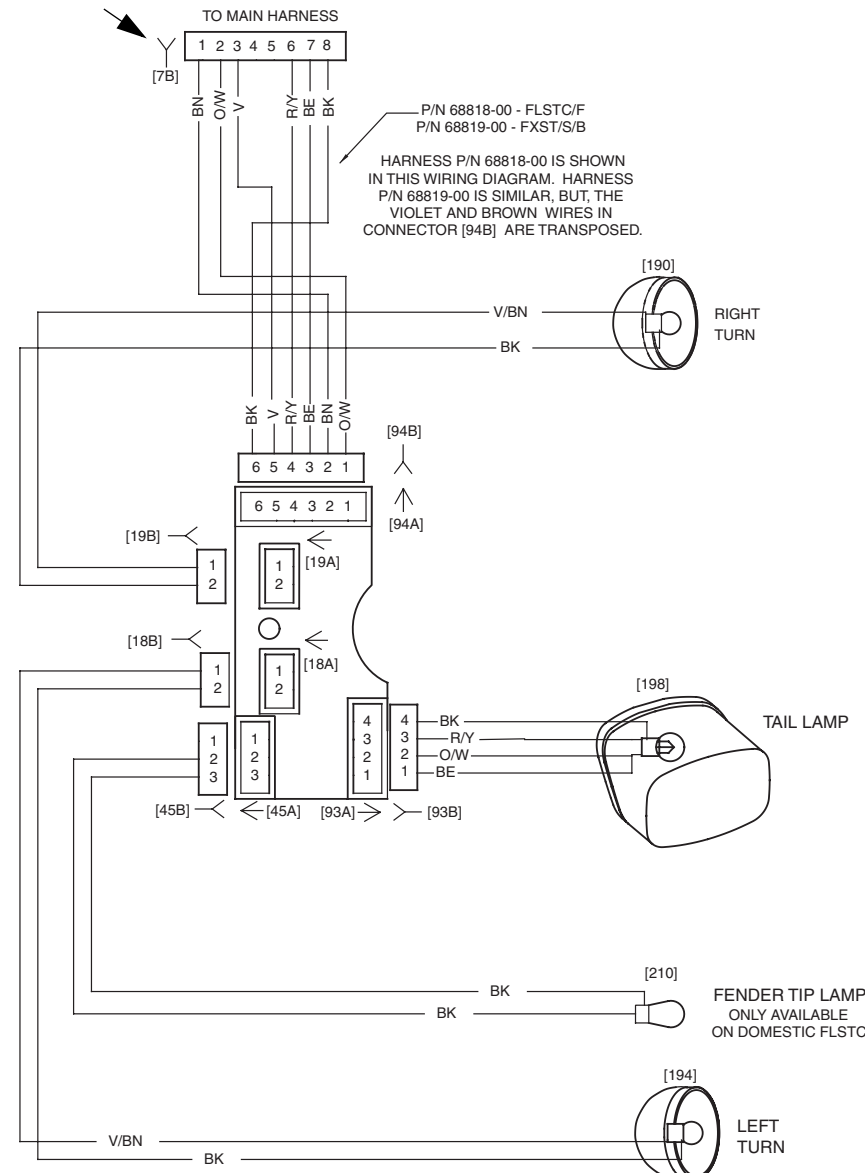 TO MAIN HARNESS
1 2 3 4 5 6 7 8
[7B]
BN O/W V R/Y BE BK
P/N 68818-00 - FLSTC/F
P/N 68819-00 - FXST/S/B
HARNESS P/N 68818-00 IS SHOWN
IN THIS WIRING DIAGRAM. HARNESS
P/N 68819-00 IS SIMILAR, BUT, THE
VIOLET AND BROWN WIRES IN
CONNECTOR [94B] ARE TRANSPOSED.
[190]
V/BN
RIGHT
TURN
BK
BK V R/Y BE BN O/W
[94B]
6 5 4 3 2 1
6 5 4 3 2 1
[94A]
[19B]
[19A]
1
2
1
2
[18B]
[18A]
1
2
1
2
[198]
TAIL LAMP
4
3
2
1
4
3
2
1
BK
R/Y
O/W
BE
1
2
3
1
2
3
[45B]
[45A]
[93A]
[93B]
[210]
BK
BK
FENDER TIP LAMP
ONLY AVAILABLE
ON DOMESTIC FLSTC
[194]
LEFT
TURN
V/BN
BK